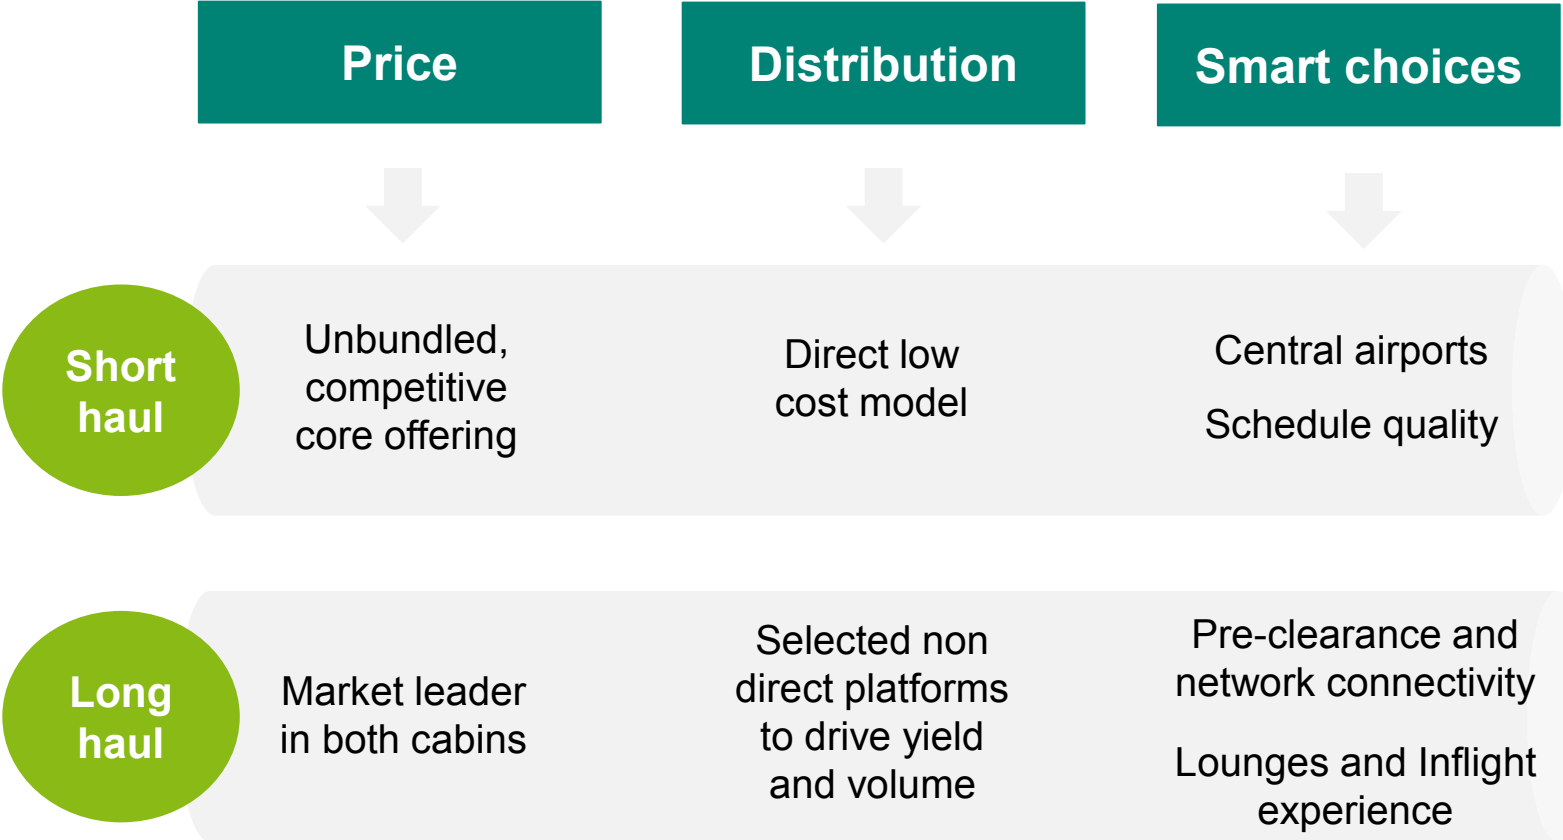 Price
Distribution
Smart choices
Short
haul
Unbundled,
competitive
core offering
Direct low
cost model
Central airports
Schedule quality
Long
haul
Market leader
in both cabins
Selected non
direct platforms
to drive yield
and volume
Pre-clearance and
network connectivity
Lounges and Inflight
experience